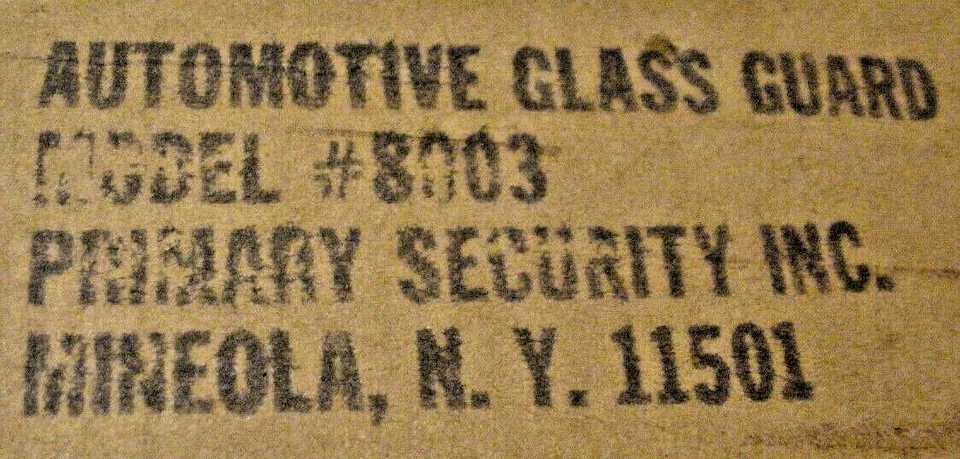 AUTOMOTIVE GLASS GUARD
MODEL #8003
PRIMARY SECURITY INC.
MINEOLA, N. Y. 11501